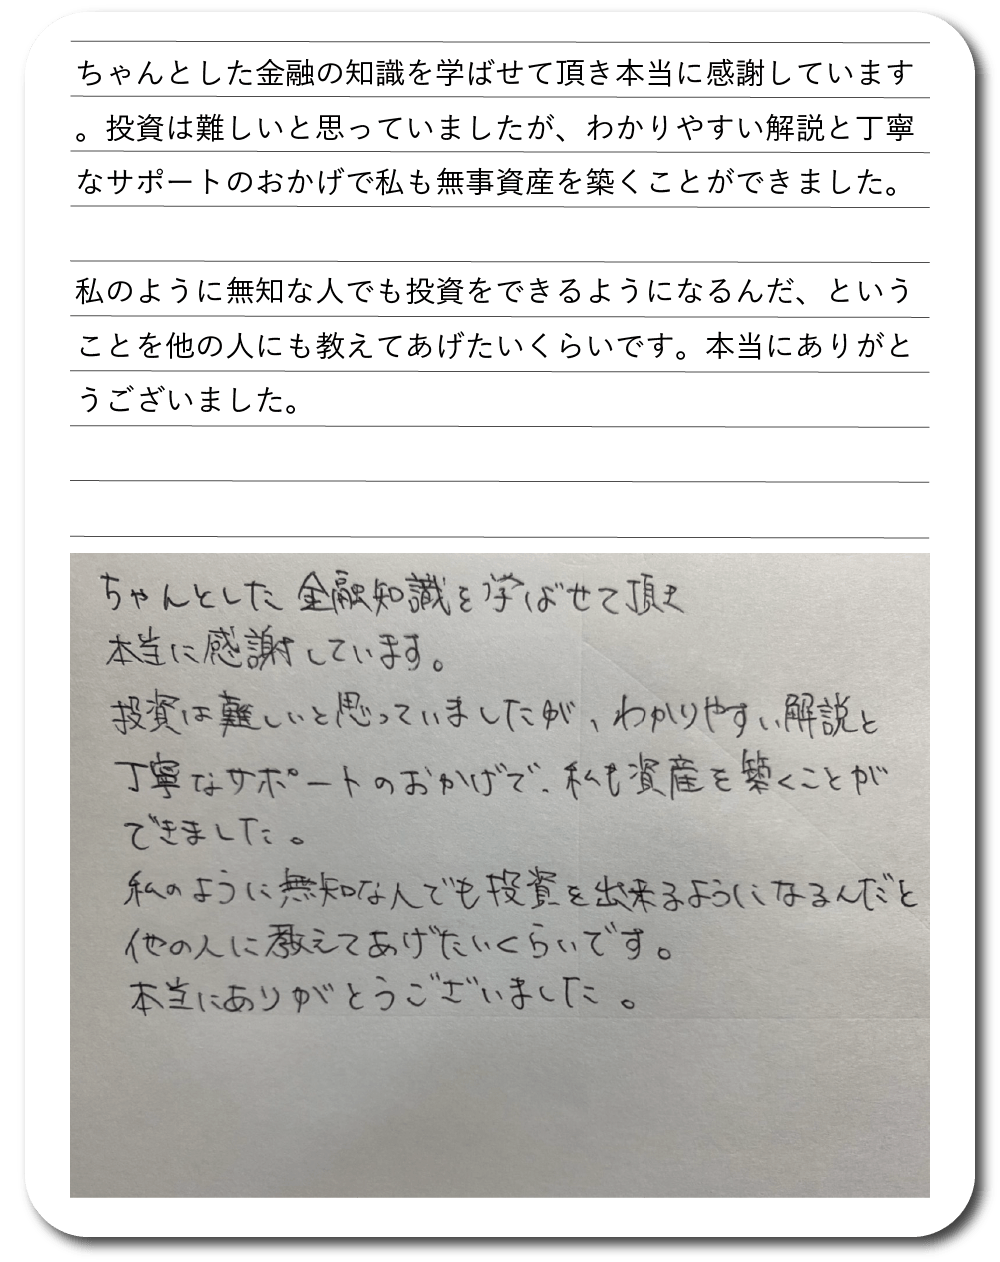 ちゃんとした金融の知識を学ばせて頂き本当に感謝しています
。投資は難しいと思っていましたが、わかりやすい解説と丁寧
なサポートのおかげで私も無事資産を築くことができました。
私のように無知な人でも投資をできるようになるんだ、という
ことを他の人にも教えてあげたいくらいです。本当にありがと
うございました。
ちゃんとした金融知識を学ばせて頂き
本当に感謝しています。
投資は難しいと思っていましたが、わかりやすい解説と
丁寧なサポートのおかげで、私も資産を築くことが
できました。
私のように無知な人でも投資を出来るようになるんだと
他の人に教えてあげたいくらいです。
本当にありがとうございました。